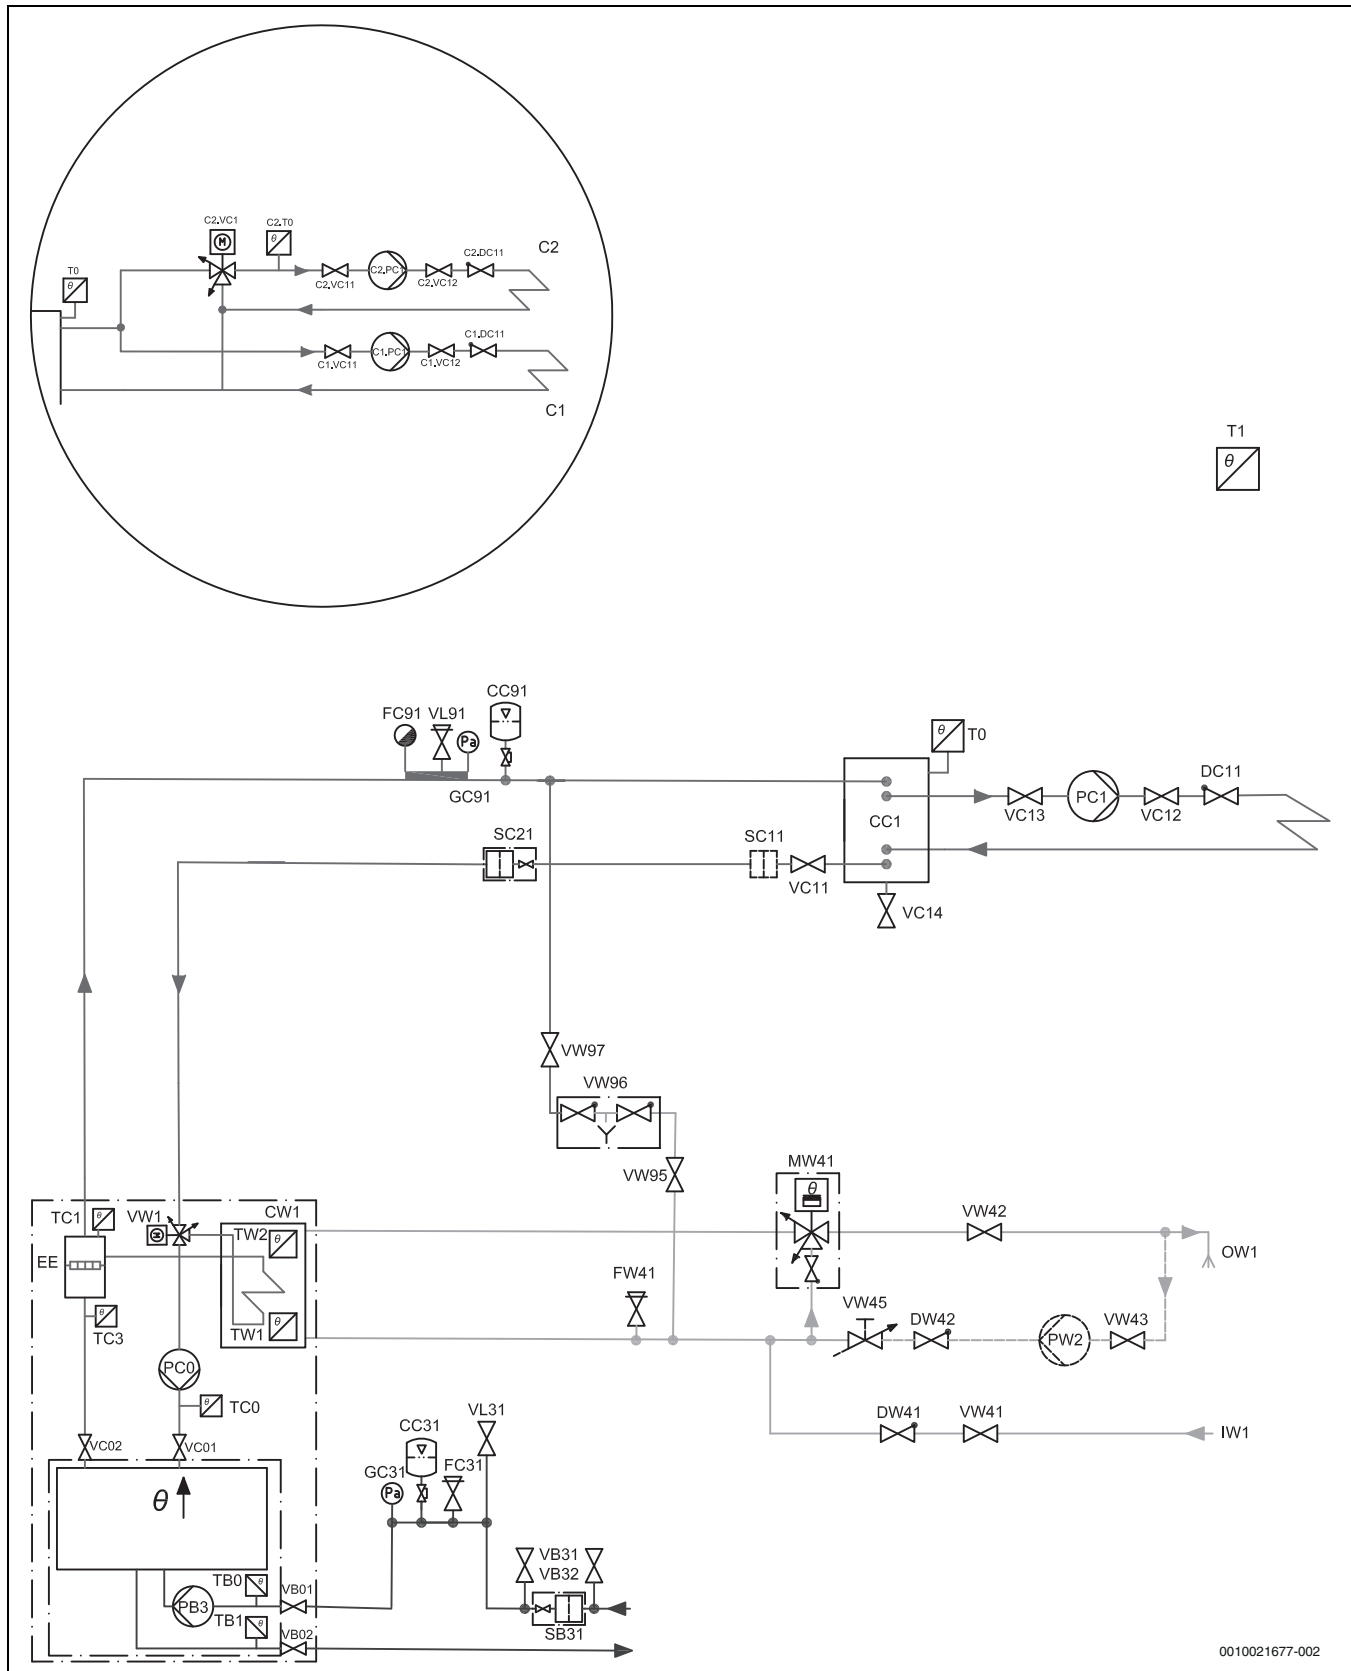 C2.VC1
C2.T0
C2.DC11
C2
T0
θ
θ
M
C2.PC1
C2.VC11
C2.VC12
C1.DC11
C1.PC1
C1.VC11
C1.VC12
C1
T1
θ
CC91
FC91
VL91
Pa
GC91
θ
T0
DC11
PC1
VC13
VC12
CC1
SC21
SC11
VC11
VC14
VW97
VW96
VW95
MW41
θ
TC1
θ
VW1
M
CW1
TW2
θ
VW42
OW1
EE
FW41
VW45
DW42
PW2
VW43
TW1
θ
θ
TC3
PC0
θ
TC0
VL31
DW41
VW41
IW1
CC31
VC02
VC01
GC31
FC31
Pa
θ
VB31
VB32
TB0
θ
VB01
PB3
TB1
θ
VB02
SB31
0010021677-002